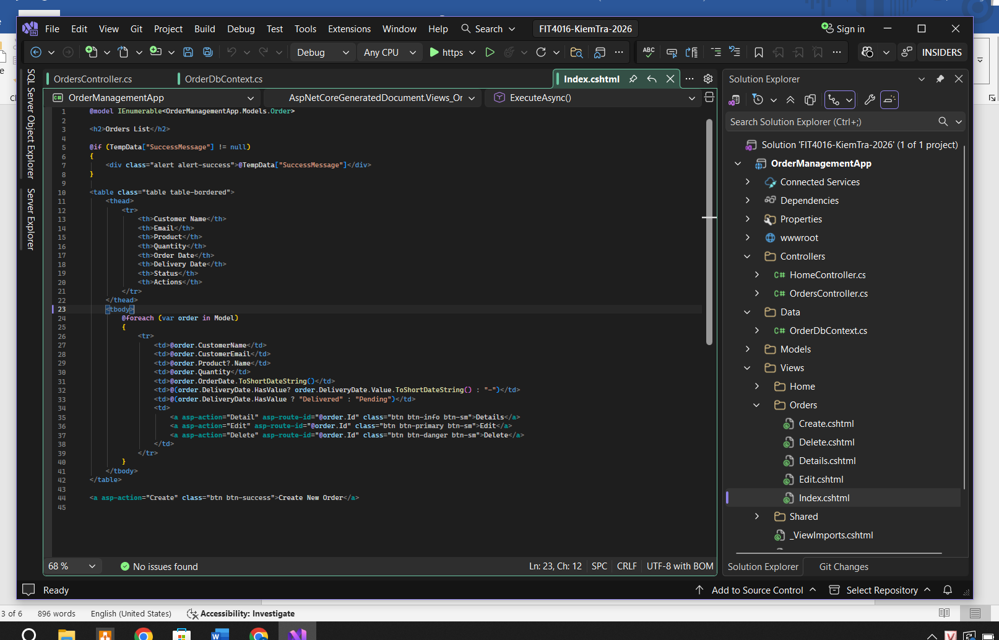 File Edit View Git Project Build Debug Test Tools Extensions Window Help Search FIT4016-KiemTra-2026 Sign in
Debug Any CPU https INSIDERS
SQL Server Object Explorer
Server Explorer
OrdersController.cs OrderDbContext.cs Index.cshtml
OrderManagementApp AspNetCoreGeneratedDocument.Views_Or ExecuteAsync()
1 @model IEnumerable<OrderManagementApp.Models.Order>
2
3 <h2>Orders List</h2>
4
5 @if (TempData["SuccessMessage"] != null)
6 {
7 <div class="alert alert-success">@TempData["SuccessMessage"]</div>
8 }
9
10 <table class="table table-bordered">
11 <thead>
12 <tr>
13 <th>Customer Name</th>
14 <th>Email</th>
15 <th>Product</th>
16 <th>Quantity</th>
17 <th>Order Date</th>
18 <th>Delivery Date</th>
19 <th>Status</th>
20 <th>Actions</th>
21 </tr>
22 </thead>
23 <tbody>
24 @foreach (var order in Model)
25 {
26 <tr>
27 <td>@order.CustomerName</td>
28 <td>@order.CustomerEmail</td>
29 <td>@order.Product?.Name</td>
30 <td>@order.Quantity</td>
31 <td>@order.OrderDate.ToShortDateString()</td>
32 <td>@(order.DeliveryDate.HasValue? order.DeliveryDate.Value.ToShortDateString() : "-")</td>
33 <td>@(order.DeliveryDate.HasValue ? "Delivered" : "Pending")</td>
34 <td>
35 <a asp-action="Detail" asp-route-id="@order.Id" class="btn btn-info btn-sm">Details</a>
36 <a asp-action="Edit" asp-route-id="@order.Id" class="btn btn-primary btn-sm">Edit</a>
37 <a asp-action="Delete" asp-route-id="@order.Id" class="btn btn-danger btn-sm">Delete</a>
38 </td>
39 </tr>
40 }
41 </tbody>
42 </table>
43
44 <a asp-action="Create" class="btn btn-success">Create New Order</a>
45
68 % No issues found Ln: 23, Ch: 12 SPC CRLF UTF-8 with BOM
Solution Explorer
Search Solution Explorer (Ctrl+;)
Solution 'FIT4016-KiemTra-2026' (1 of 1 project)
OrderManagementApp
Connected Services
Dependencies
Properties
wwwroot
Controllers
C# HomeController.cs
C# OrdersController.cs
Data
C# OrderDbContext.cs
Models
Views
Home
Orders
Create.cshtml
Delete.cshtml
Details.cshtml
Edit.cshtml
Index.cshtml
Shared
_ViewImports.cshtml
Solution Explorer Git Changes
Ready Add to Source Control Select Repository
3 of 6 896 words English (United States) Accessibility: Investigate